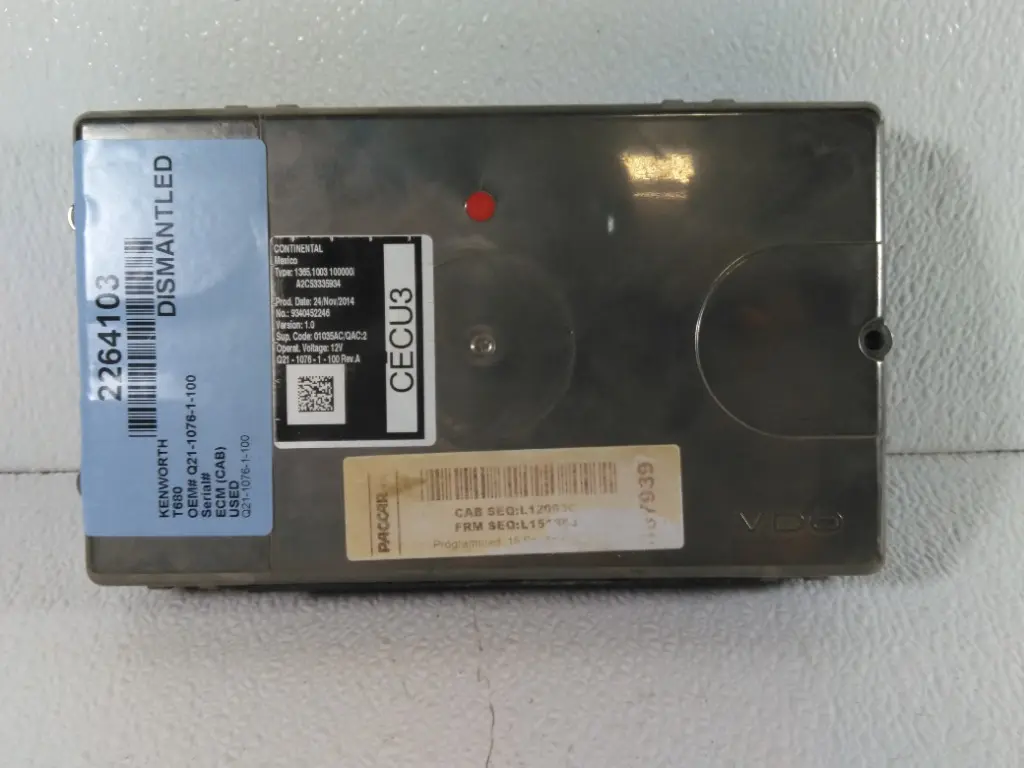 DISMANTLED
2264103
KENWORTH
T680
OEM# Q21-1076-1-100
Serial#
ECM (CAB)
USED
Q21-1076-1-100
CONTINENTAL
Mexico
Type: 1365.1003 100000
A2C53335934
Prod. Date: 24/Nov/2014
No.: 9340452246
Version: 1.0
Sup. Code: 01035AC/QAC:2
Operat. Voltage: 12V
Q21 - 1076 - 1 - 100 Rev.A
CECU3
PACCAR
CAB
FRM
Programmed:
VDO